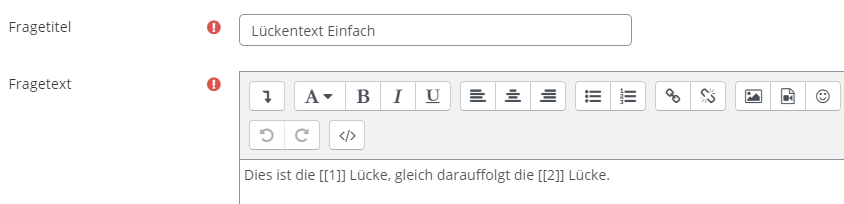 Fragetitel
Lückentext Einfach
Fragetext
A B I U
</>
Dies ist die [[1]] Lücke, gleich darauffolgt die [[2]] Lücke.